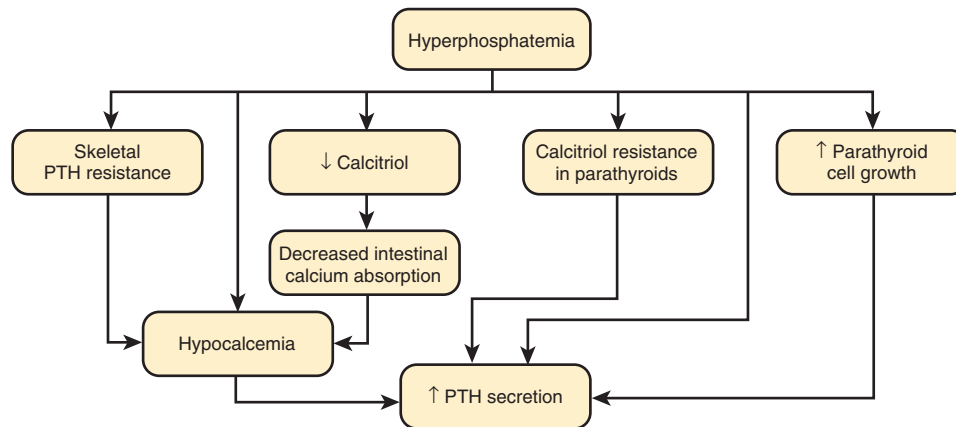 Hyperphosphatemia
Skeletal
PTH resistance
↓ Calcitriol
Calcitriol resistance
in parathyroids
↑ Parathyroid
cell growth
Decreased intestinal
calcium absorption
Hypocalcemia
↑ PTH secretion